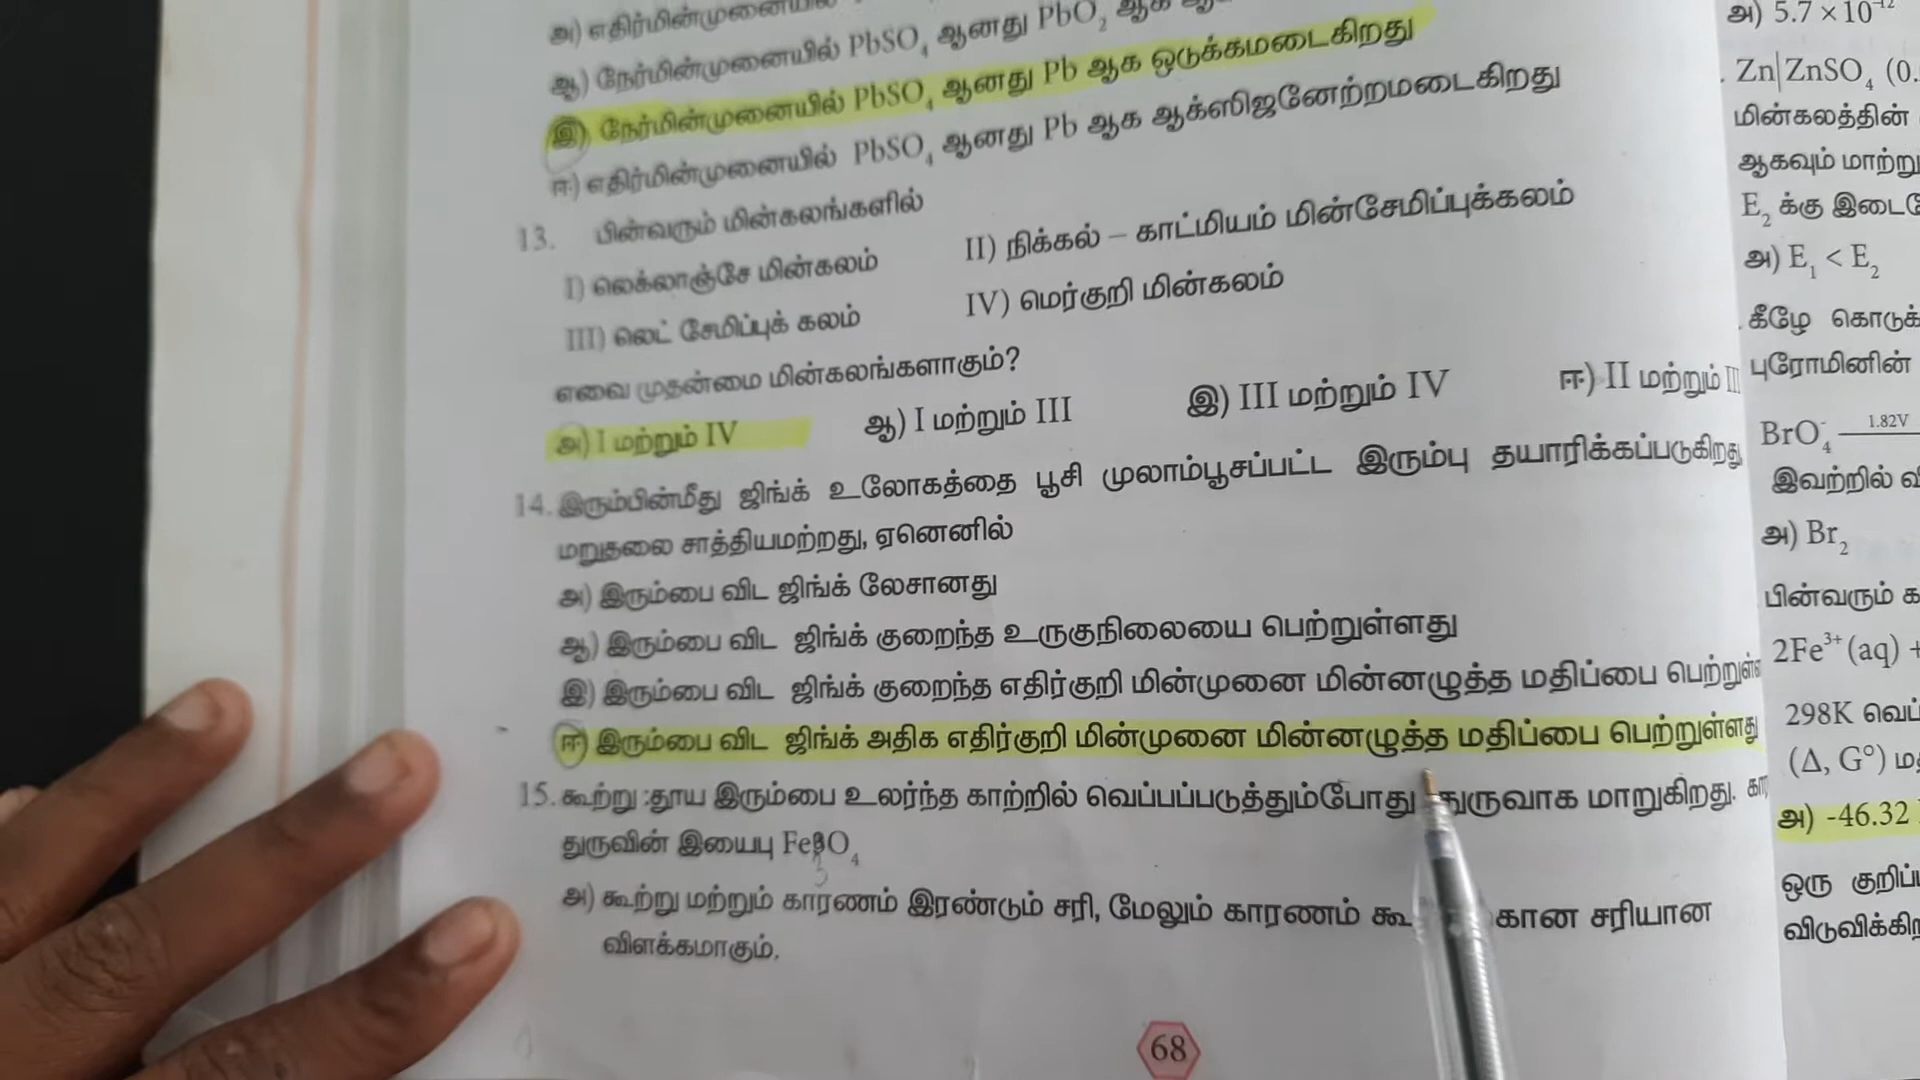 அ) எதிர்மின்முனையில்
ஆ) நேர்மின்முனையில் PbSO₄ ஆனது PbO₂ ஆக
இ) நேர்மின்முனையில் PbSO₄ ஆனது Pb ஆக ஒடுக்கமடைகிறது
ஈ) எதிர்மின்முனையில் PbSO₄ ஆனது Pb ஆக ஆக்ஸிஜனேற்றமடைகிறது
13. பின்வரும் மின்கலங்களில்
I) லெக்லாஞ்சே மின்கலம் II) நிக்கல் – காட்மியம் மின்சேமிப்புக்கலம்
III) லெட் சேமிப்புக் கலம் IV) மெர்குறி மின்கலம்
எவை முதன்மை மின்கலங்களாகும்?
அ) I மற்றும் IV ஆ) I மற்றும் III இ) III மற்றும் IV ஈ) II மற்றும் III
14. இரும்பின்மீது ஜிங்க் உலோகத்தை பூசி முலாம்பூசப்பட்ட இரும்பு தயாரிக்கப்படுகிறது
மறுதலை சாத்தியமற்றது, ஏனெனில்
அ) இரும்பை விட ஜிங்க் லேசானது
ஆ) இரும்பை விட ஜிங்க் குறைந்த உருகுநிலையை பெற்றுள்ளது
இ) இரும்பை விட ஜிங்க் குறைந்த எதிர்குறி மின்முனை மின்னழுத்த மதிப்பை
ஈ) இரும்பை விட ஜிங்க் அதிக எதிர்குறி மின்முனை மின்னழுத்த மதிப்பை பெற்றுள்ளது
15. கூற்று :தூய இரும்பை உலர்ந்த காற்றில் வெப்பப்படுத்தும்போது துருவாக மாறுகிறது.
துருவின் இயைபு
அ) கூற்று மற்றும் காரணம் இரண்டும் சரி, மேலும் காரணம் கான சரியான
விளக்கமாகும்.
68
அ) 5.7 × 10⁻¹²
Zn|ZnSO₄ (0.
மின்கலத்தின்
ஆகவும் மாற்று
E₂ க்கு
அ) E₁ < E₂
கீழே
புரோமினின்
BrO₄⁻ 1.82V
இவற்றில்
அ) Br₂
பின்வரும்
2Fe³⁺(aq) +
298K
(Δ, G°)
அ) -46.32
ஒரு